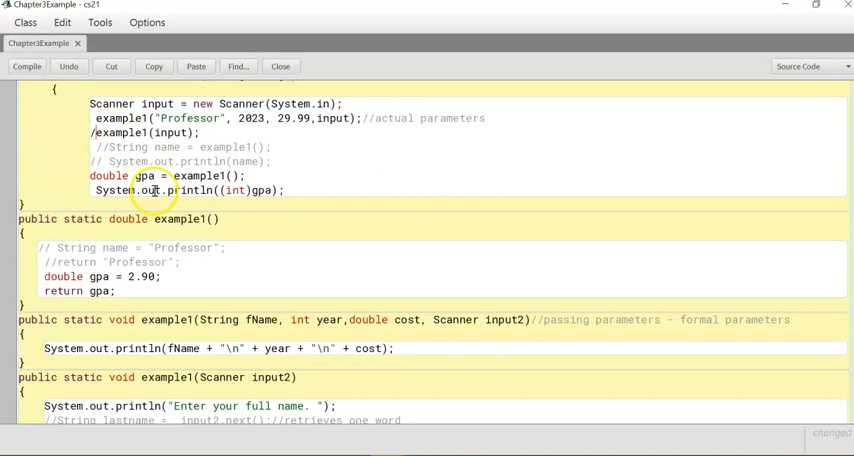 Chapter3Example - cs21
Class Edit Tools Options
Chapter3Example ×
Compile Undo Cut Copy Paste Find... Close Source Code
{
Scanner input = new Scanner(System.in);
example1("Professor", 2023, 29.99,input);//actual parameters
/example1(input);
//String name = example1();
// System.out.println(name);
double gpa = example1();
System.out.println((int)gpa);
}
public static double example1()
{
// String name = "Professor";
//return "Professor";
double gpa = 2.90;
return gpa;
}
public static void example1(String fName, int year,double cost, Scanner input2)//passing parameters - formal parameters
{
System.out.println(fName + "\n" + year + "\n" + cost);
}
public static void example1(Scanner input2)
{
System.out.println("Enter your full name. ");
//String lastname = input2.next();//retrieves one word
changed